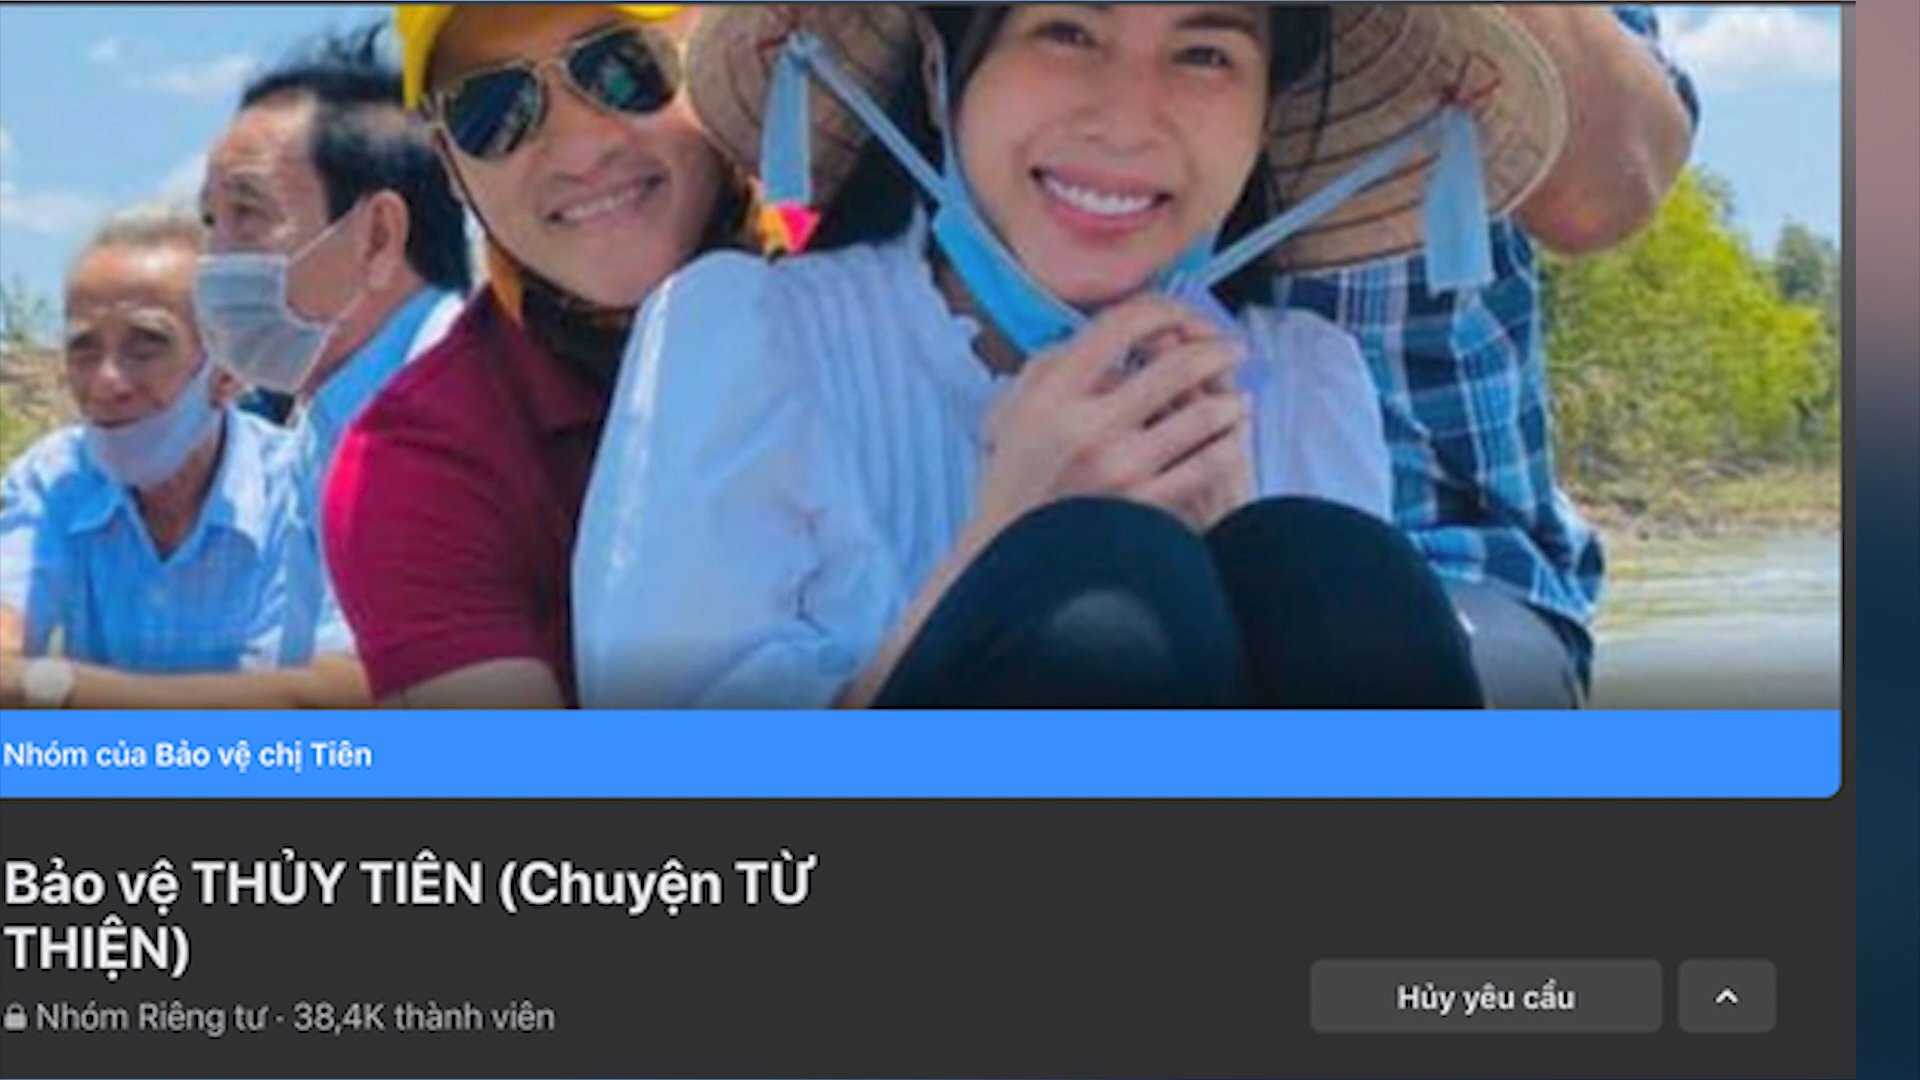 Nhóm của Bảo vệ chị Tiên
Bảo vệ THỦY TIÊN (Chuyện TỪ
THIỆN)
Nhóm Riêng tư · 38,4K thành viên
Hủy yêu cầu